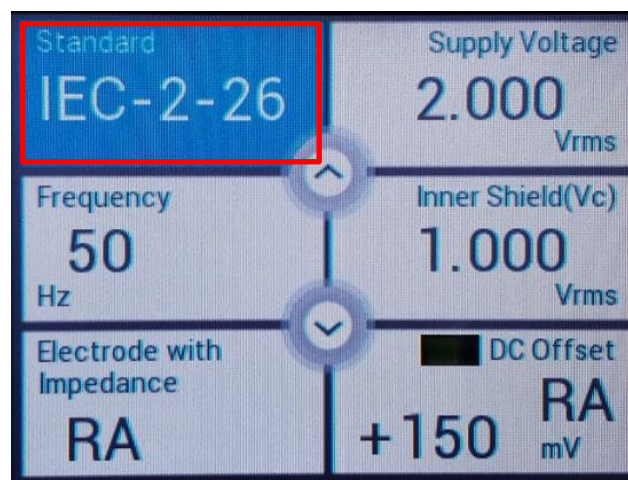 Standard
IEC-2-26
Supply Voltage
2.000
Vrms
Frequency
50
Hz
Inner Shield(Vc)
1.000
Vrms
Electrode with
Impedance
RA
DC Offset
RA
+150 mV